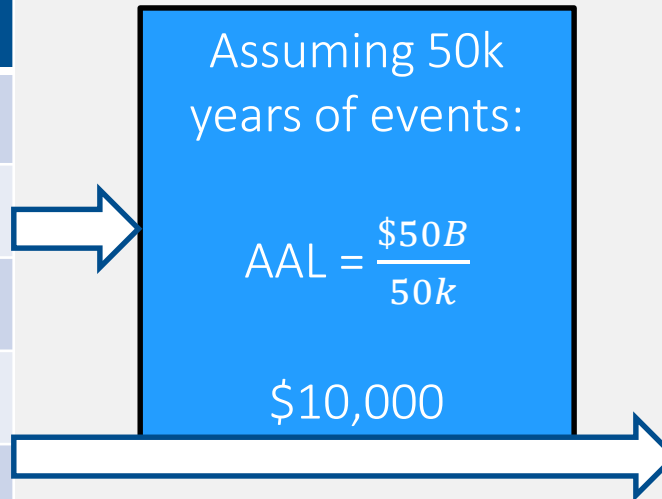 Assuming 50k
years of events:
AAL = $50B/50k
$10,000